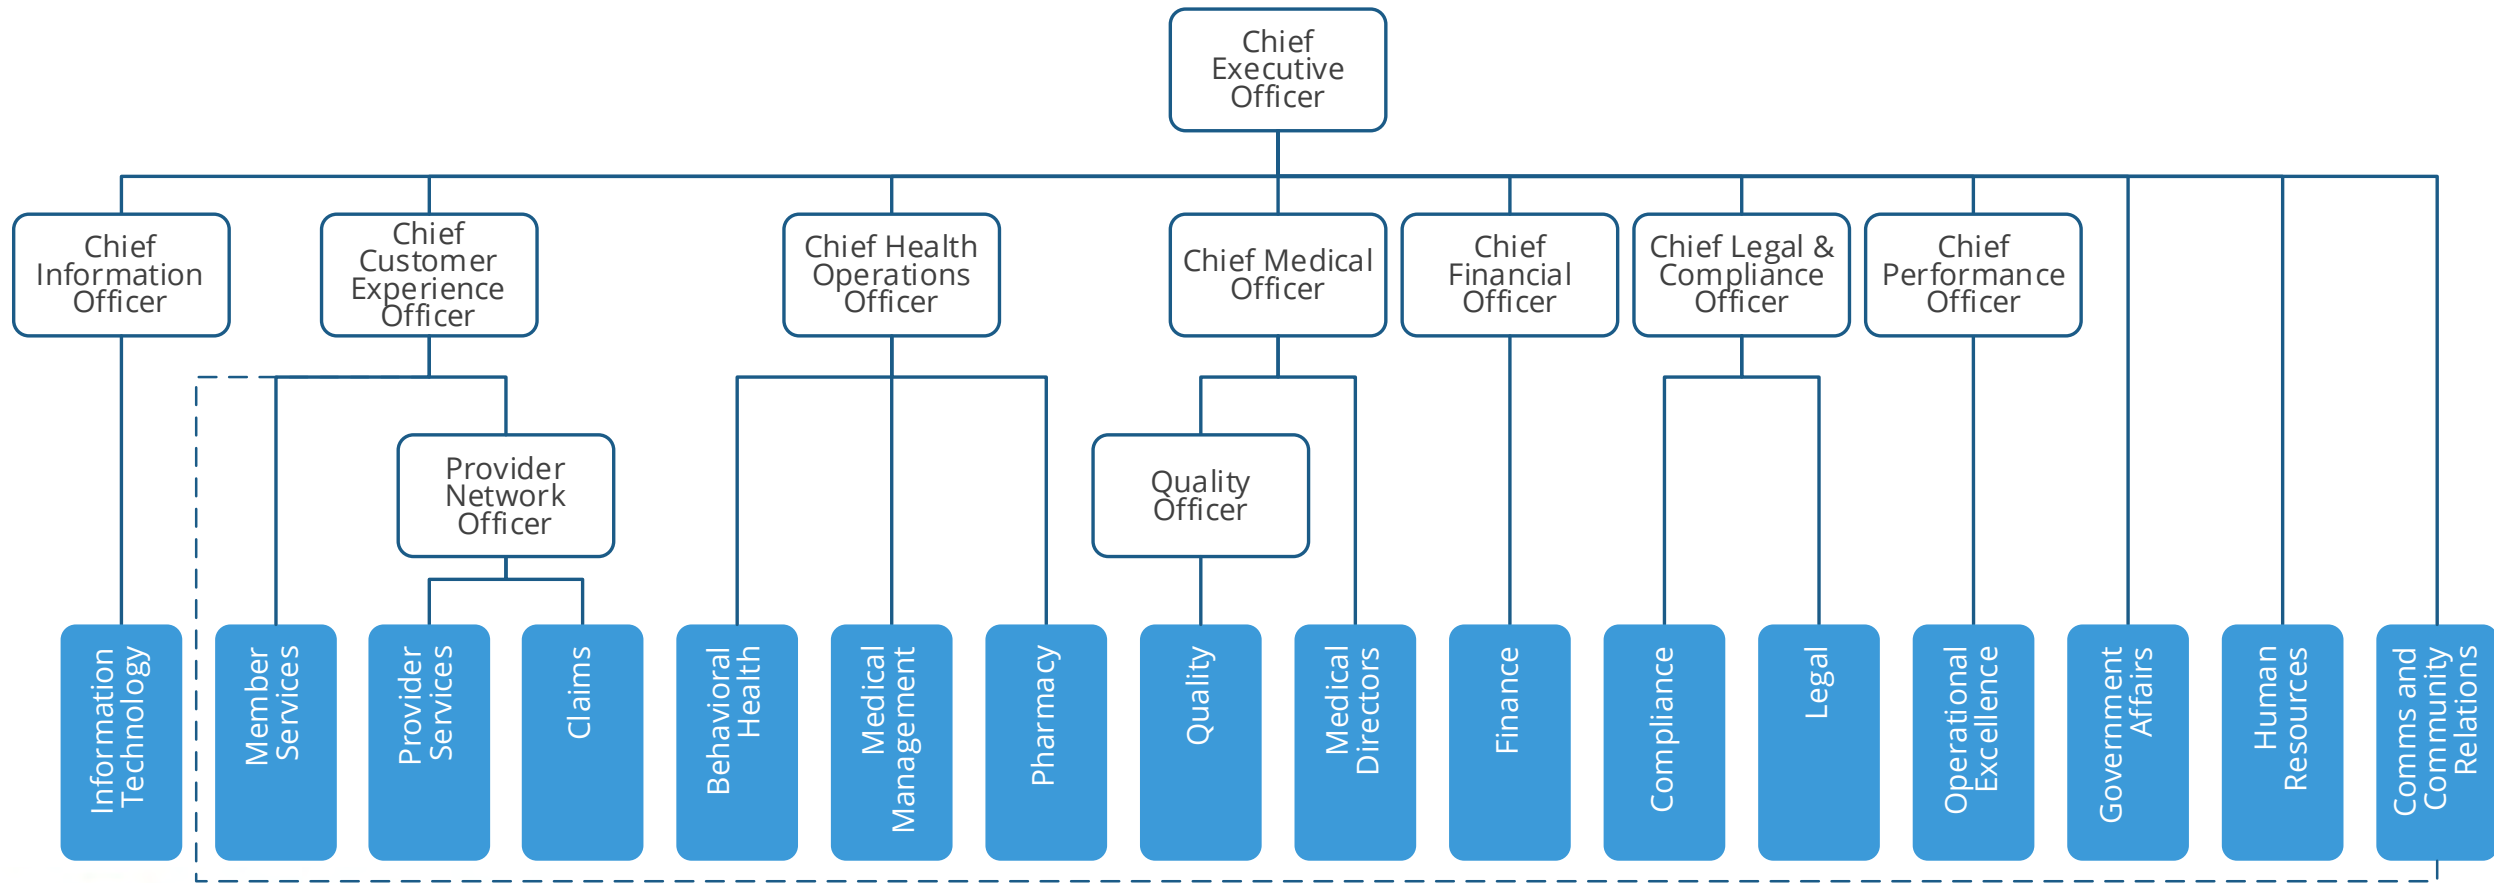 Chief
Executive
Officer
Chief
Information
Officer
Chief
Customer
Experience
Officer
Chief Health
Operations
Officer
Chief Medical
Officer
Chief
Financial
Officer
Chief Legal &
Compliance
Officer
Chief
Performance
Officer
Provider
Network
Officer
Quality
Officer
Information
Technology
Member
Services
Provider
Services
Claims
Behavioral
Health
Medical
Management
Pharmacy
Quality
Medical
Directors
Finance
Compliance
Legal
Operational
Excellence
Government
Affairs
Human
Resources
Comms and
Community
Relations